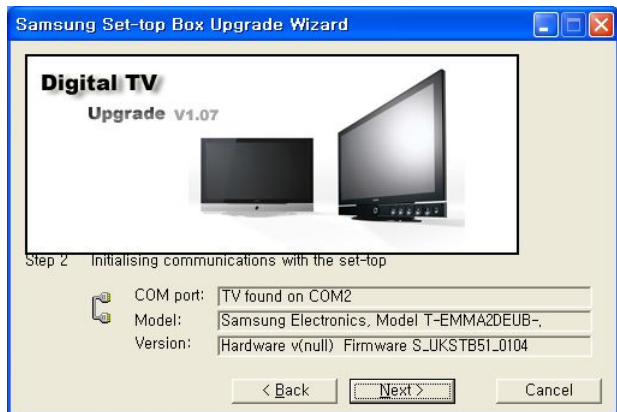 Samsung Set-top Box Upgrade Wizard
Digital TV
Upgrade V1.07
Step 2 Initialising communications with the set-top
COM port: TV found on COM2
Model: Samsung Electronics, Model T-EMMA2DEUB-,
Version: Hardware v(null) Firmware S_UKSTB51_0104
< Back Next > Cancel